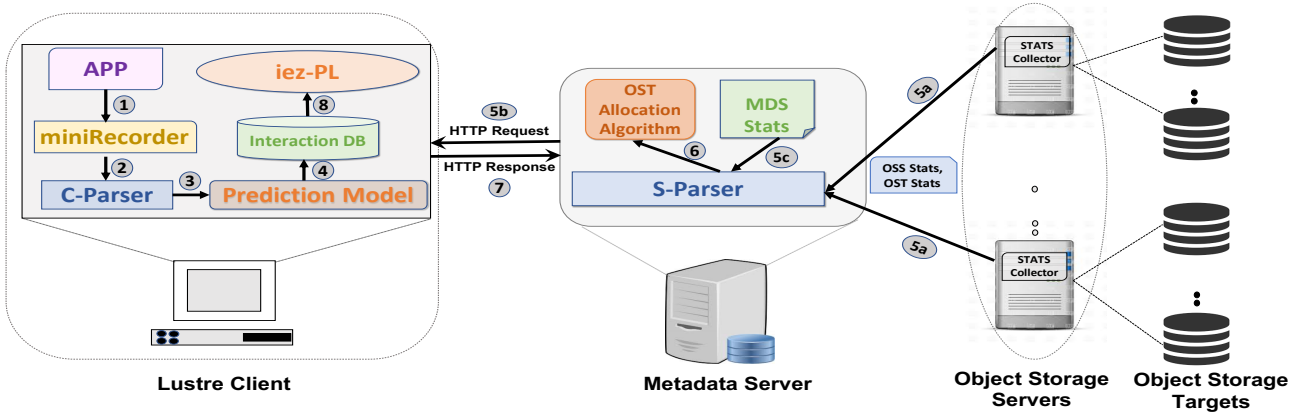 APP
1
miniRecorder
2
C-Parser
3
Prediction Model
4
Interaction DB
8
iez-PL
Lustre Client
5b
HTTP Request
HTTP Response
7
OST
Allocation
Algorithm
MDS
Stats
6
5c
S-Parser
Metadata Server
5a
OSS Stats,
OST Stats
5a
STATS
Collector
STATS
Collector
Object Storage
Servers
Object Storage
Targets